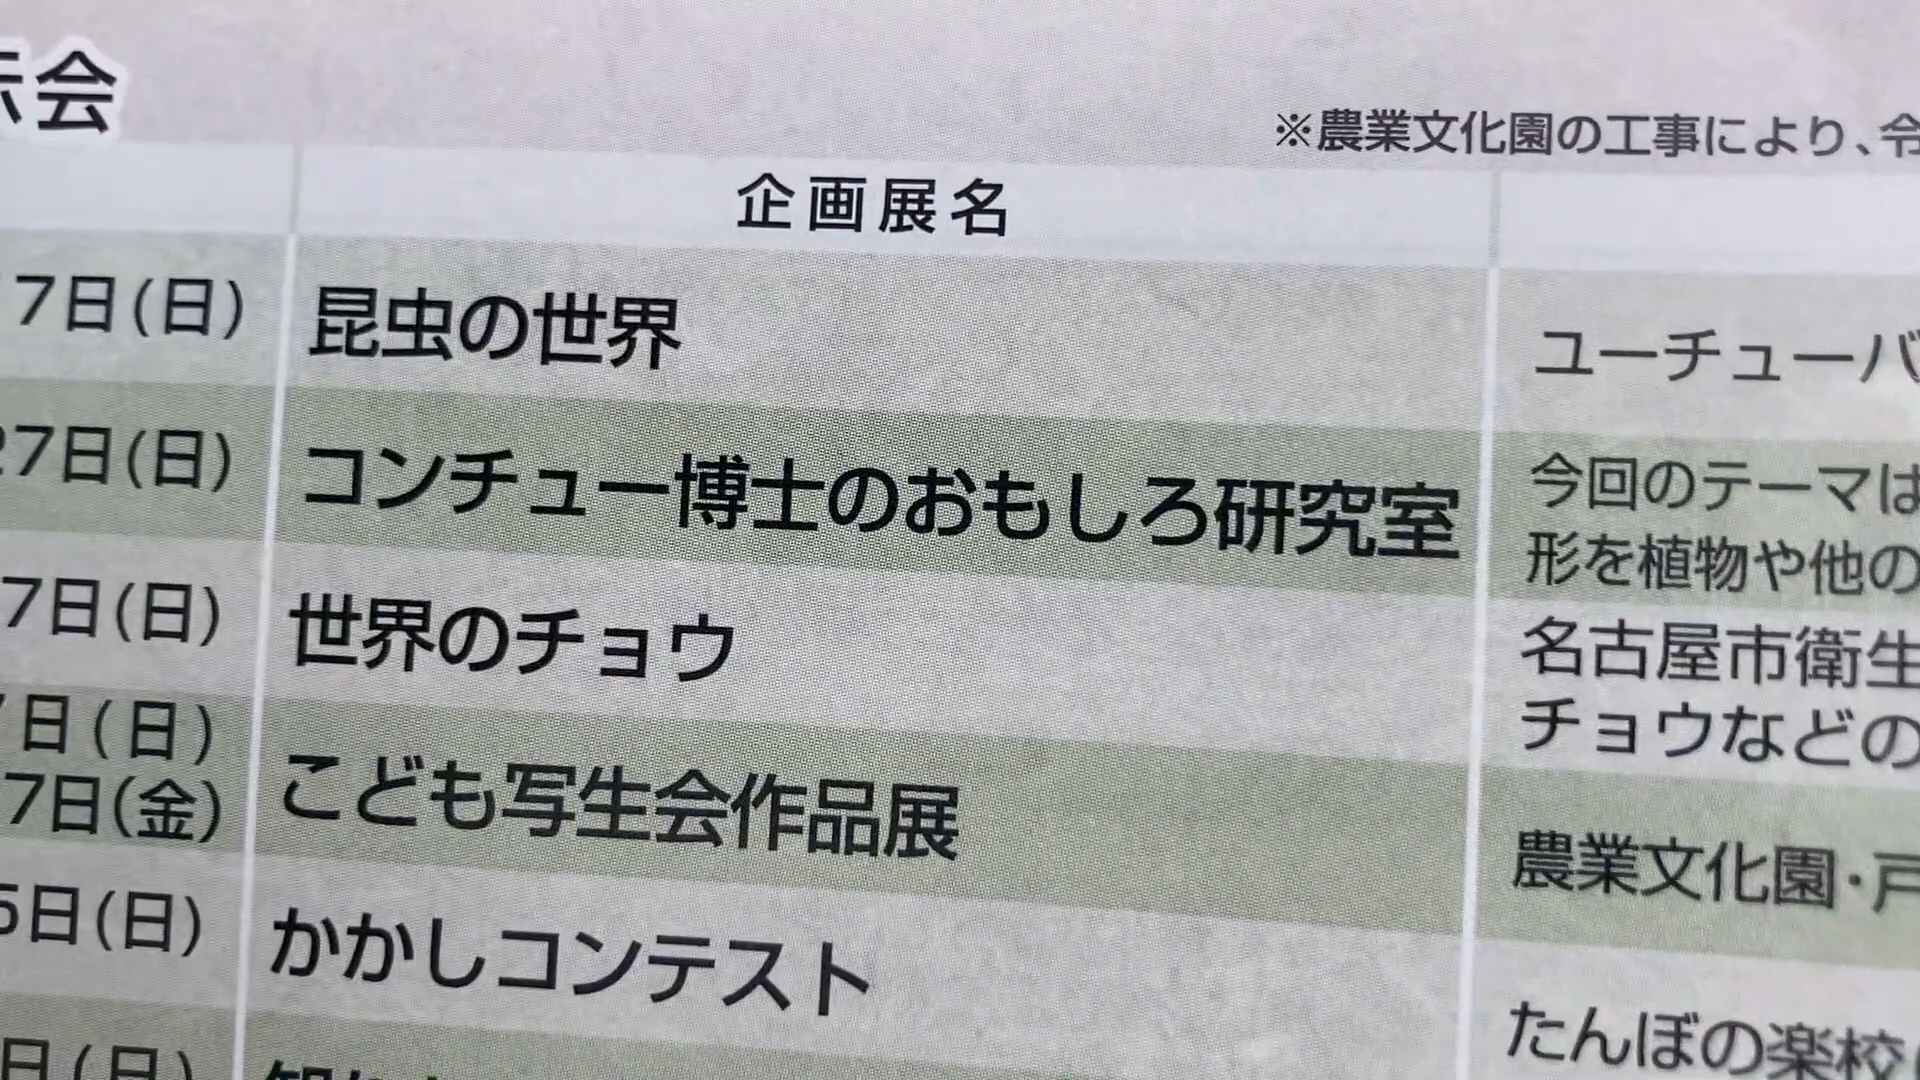 示会
※農業文化園の工事により、令
企画展名
7日(日) 昆虫の世界 ユーチューバ
27日(日) コンチュー博士のおもしろ研究室 今回のテーマは
形を植物や他の
7日(日) 世界のチョウ 名古屋市衛生
チョウなどの
日(日)
7日(金) こども写生会作品展 農業文化園・戸
5日(日) かかしコンテスト たんぼの楽校
日(日)